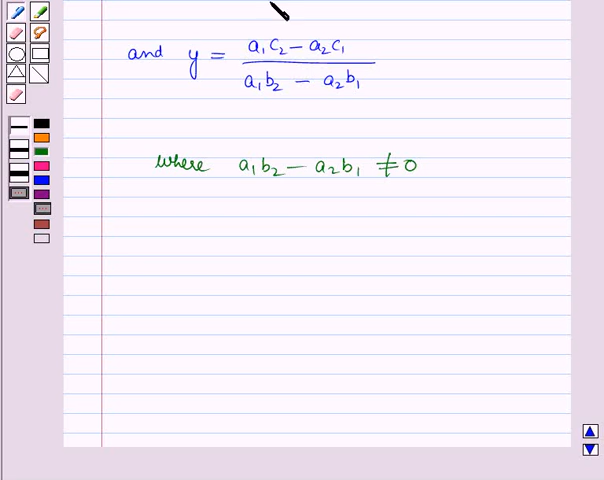 and y = (a₁c₂ − a₂c₁) / (a₁b₂ − a₂b₁)
where a₁b₂ − a₂b₁ ≠ 0